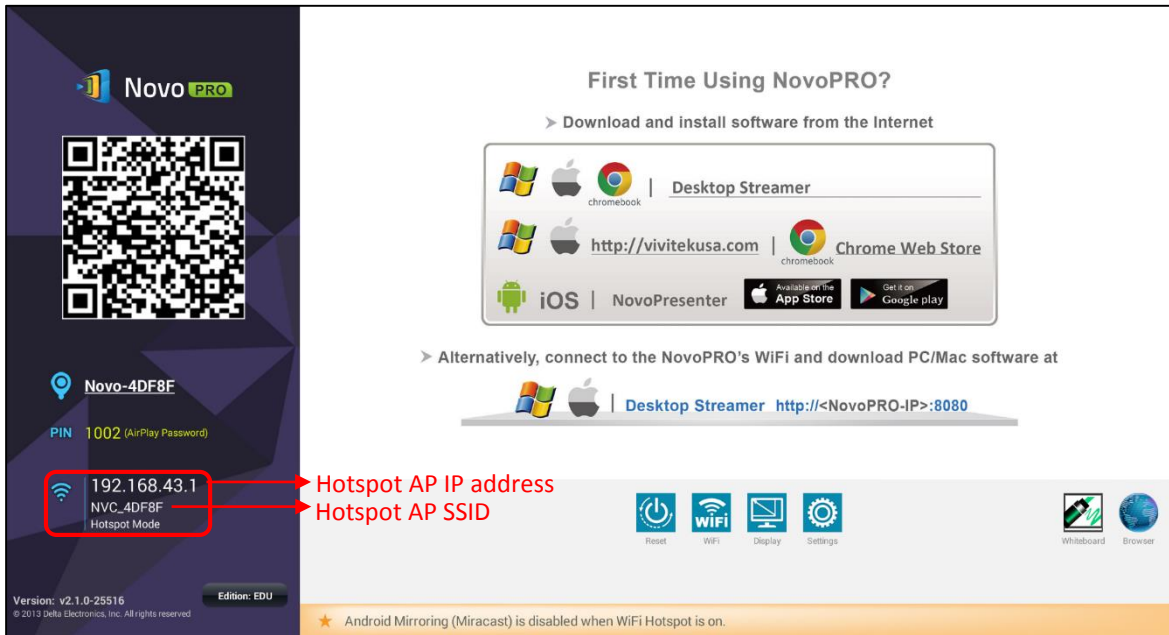 Novo PRO
Novo-4DF8F
PIN 1002 (AirPlay Password)
192.168.43.1
NVC_4DF8F
Hotspot Mode
Hotspot AP IP address
Hotspot AP SSID
Version: v2.1.0-25516
© 2013 Delta Electronics, Inc. All rights reserved
Edition: EDU
First Time Using NovoPRO?
➤ Download and install software from the Internet
chromebook
| Desktop Streamer
http://vivitekusa.com | Chrome Web Store
chromebook
iOS | NovoPresenter
Available on the
App Store
Get it on
Google play
➤ Alternatively, connect to the NovoPRO's WiFi and download PC/Mac software at
| Desktop Streamer http://<NovoPRO-IP>:8080
WiFi
Reset WiFi Display Settings Whiteboard Browser
★ Android Mirroring (Miracast) is disabled when WiFi Hotspot is on.